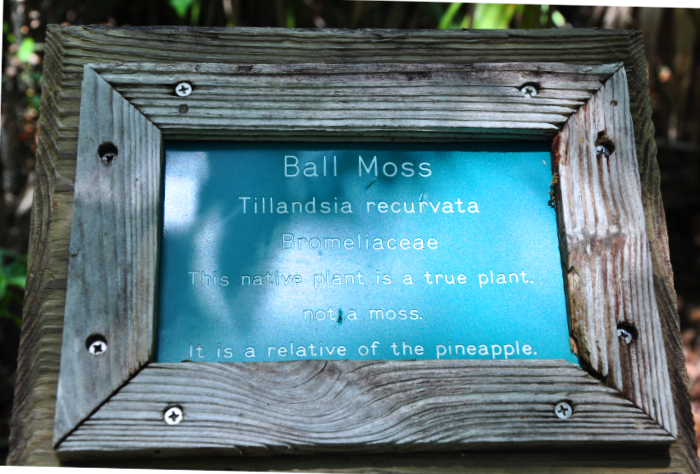 Ball Moss
Tillandsia recurvata
Bromeliaceae
This native plant is a true plant.
not a moss.
It is a relative of the pineapple.